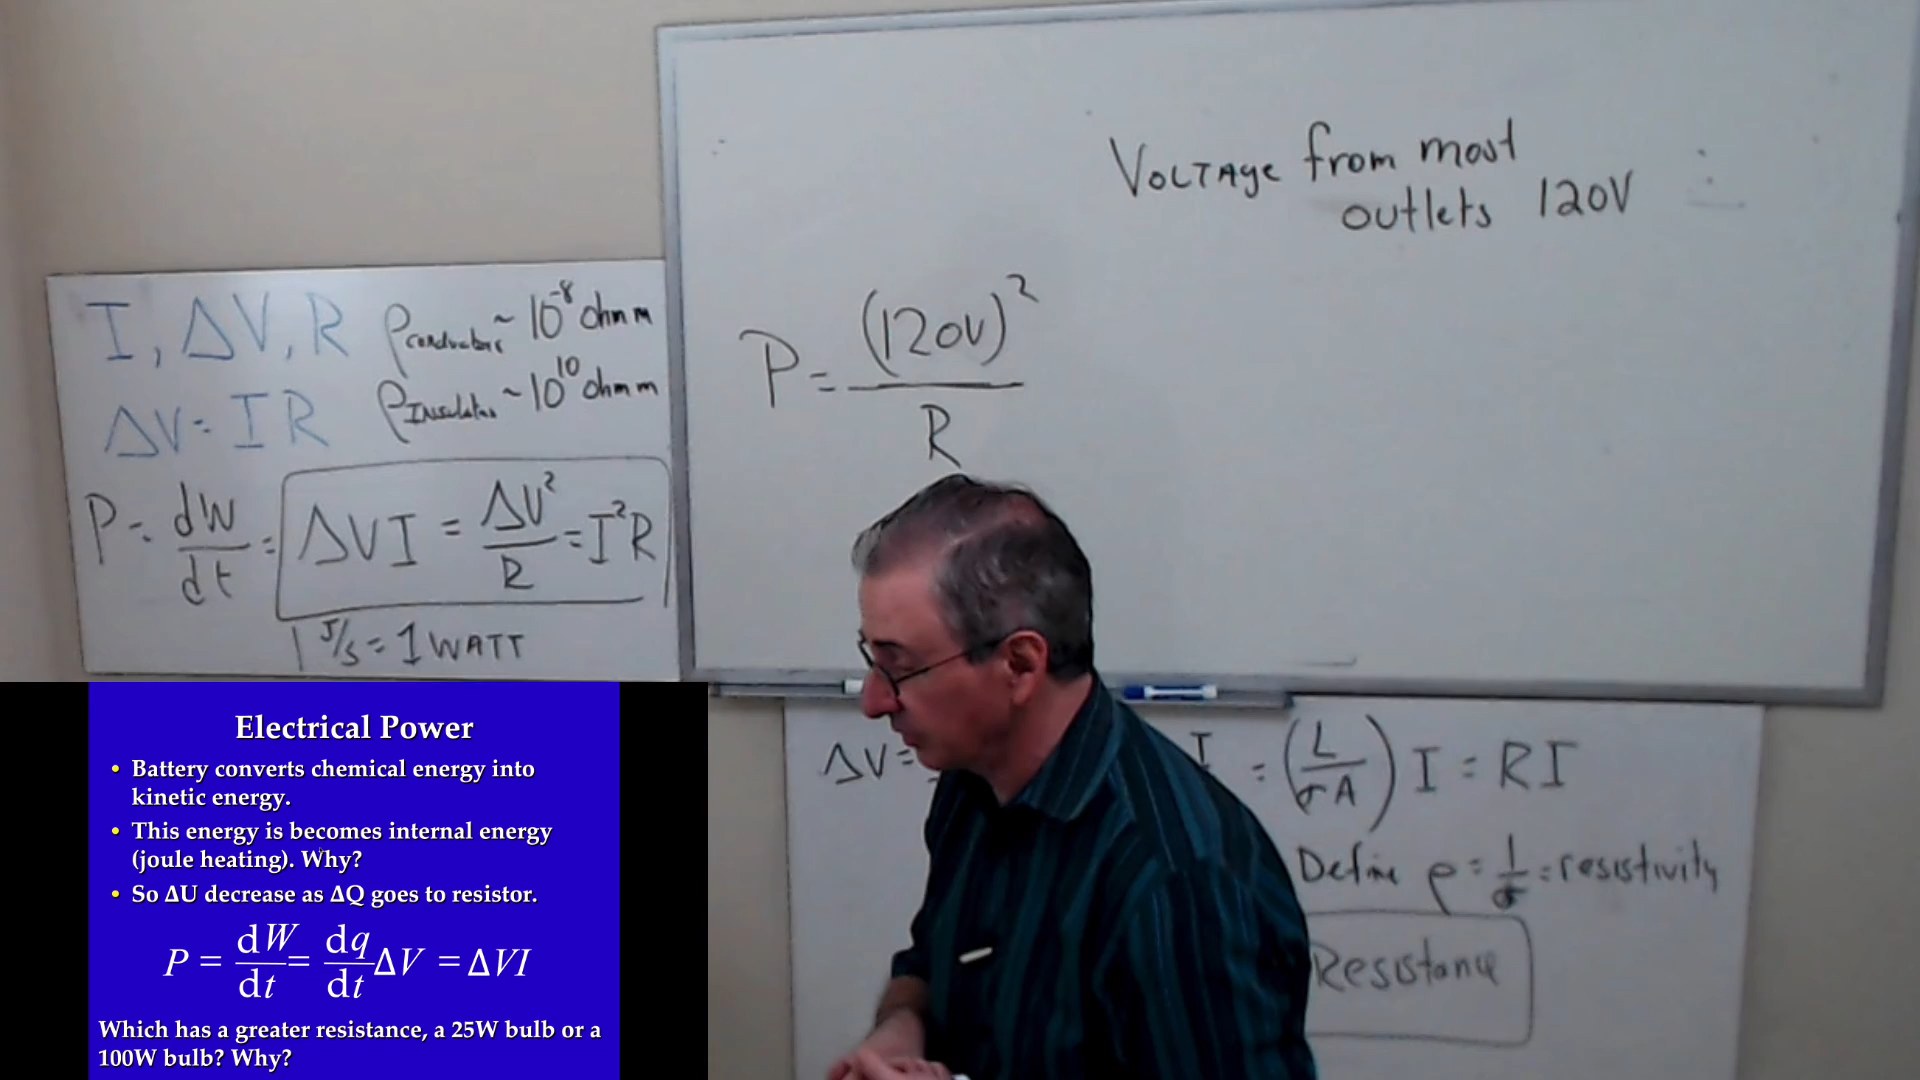 Voltage from most
outlets 120V
P = (120V)² / R
I, ΔV, R
ρconductors ~ 10⁻⁸ ohm m
ΔV = IR
ρInsulator ~ 10¹⁰ ohm m
P = dW/dt = ΔVI = ΔV²/R = I²R
1 J/s = 1 WATT
ΔV =
I = (L/σA) I = RI
Define ρ = 1/σ = resistivity
Resistance
Electrical Power
• Battery converts chemical energy into
kinetic energy.
• This energy is becomes internal energy
(joule heating). Why?
• So ΔU decrease as ΔQ goes to resistor.
P = dW/dt = dq/dt ΔV = ΔVI
Which has a greater resistance, a 25W bulb or a
100W bulb? Why?